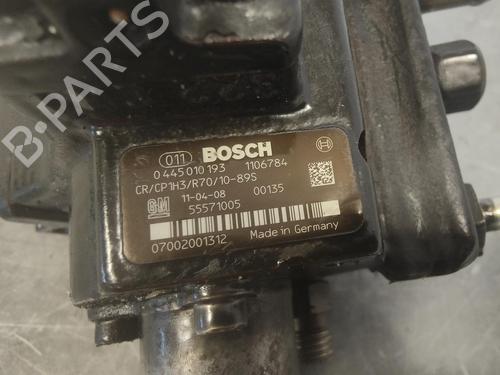 B-PARTS
011 BOSCH
0 445 010 193 1106784
CR/CP1H3/R70/10-89S
GM 11-04-08 00135
55571005
07002001312 Made in Germany